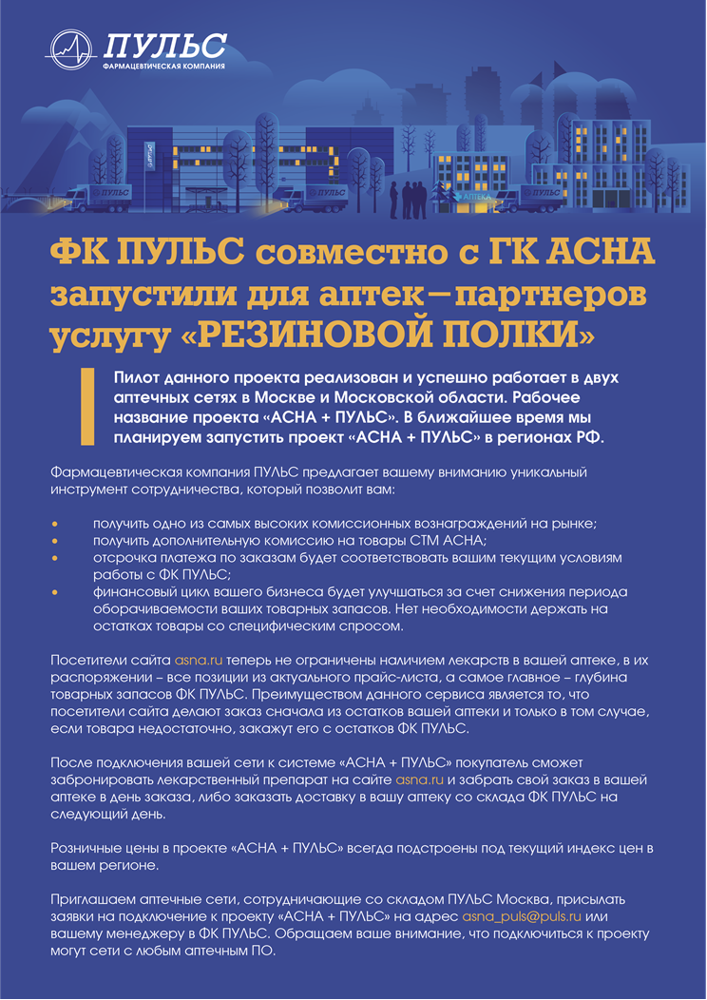 ПУЛЬС
ФАРМАЦЕВТИЧЕСКАЯ КОМПАНИЯ
ПУЛЬС
ПУЛЬС
ПУЛЬС
АПТЕКА
ПУЛЬС
ФК ПУЛЬС совместно с ГК АСНА
запустили для аптек—партнеров
услугу «РЕЗИНОВОЙ ПОЛКИ»
Пилот данного проекта реализован и успешно работает в двух
аптечных сетях в Москве и Московской области. Рабочее
название проекта «АСНА + ПУЛЬС». В ближайшее время мы
планируем запустить проект «АСНА + ПУЛЬС» в регионах РФ.
Фармацевтическая компания ПУЛЬС предлагает вашему вниманию уникальный
инструмент сотрудничества, который позволит вам:
• получить одно из самых высоких комиссионных вознаграждений на рынке;
• получить дополнительную комиссию на товары СТМ АСНА;
• отсрочка платежа по заказам будет соответствовать вашим текущим условиям
работы с ФК ПУЛЬС;
• финансовый цикл вашего бизнеса будет улучшаться за счет снижения периода
оборачиваемости ваших товарных запасов. Нет необходимости держать на
остатках товары со специфическим спросом.
Посетители сайта asna.ru теперь не ограничены наличием лекарств в вашей аптеке, в их
распоряжении – все позиции из актуального прайс-листа, а самое главное – глубина
товарных запасов ФК ПУЛЬС. Преимуществом данного сервиса является то, что
посетители сайта делают заказ сначала из остатков вашей аптеки и только в том случае,
если товара недостаточно, закажут его с остатков ФК ПУЛЬС.
После подключения вашей сети к системе «АСНА + ПУЛЬС» покупатель сможет
забронировать лекарственный препарат на сайте asna.ru и забрать свой заказ в вашей
аптеке в день заказа, либо заказать доставку в вашу аптеку со склада ФК ПУЛЬС на
следующий день.
Розничные цены в проекте «АСНА + ПУЛЬС» всегда подстроены под текущий индекс цен в
вашем регионе.
Приглашаем аптечные сети, сотрудничающие со складом ПУЛЬС Москва, присылать
заявки на подключение к проекту «АСНА + ПУЛЬС» на адрес asna_puls@puls.ru или
вашему менеджеру в ФК ПУЛЬС. Обращаем ваше внимание, что подключиться к проекту
могут сети с любым аптечным ПО.